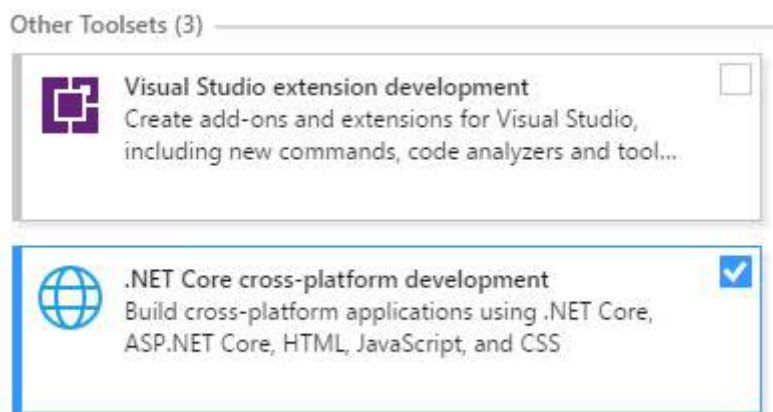 Other Toolsets (3)
Visual Studio extension development
Create add-ons and extensions for Visual Studio,
including new commands, code analyzers and tool...
.NET Core cross-platform development
Build cross-platform applications using .NET Core,
ASP.NET Core, HTML, JavaScript, and CSS